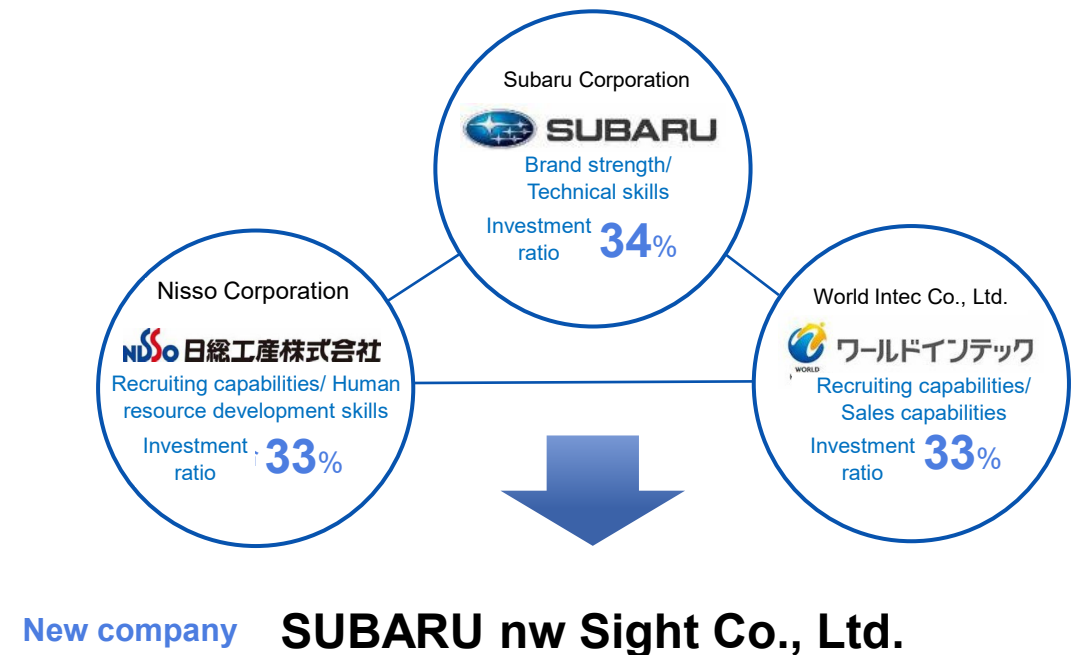 Subaru Corporation
SUBARU
Brand strength/
Technical skills
Investment
ratio
34%
Nisso Corporation
NISSO 日総工産株式会社
Recruiting capabilities/ Human
resource development skills
Investment
ratio
33%
World Intec Co., Ltd.
WORLD
ワールドインテック
Recruiting capabilities/
Sales capabilities
Investment
ratio
33%
New company SUBARU nw Sight Co., Ltd.